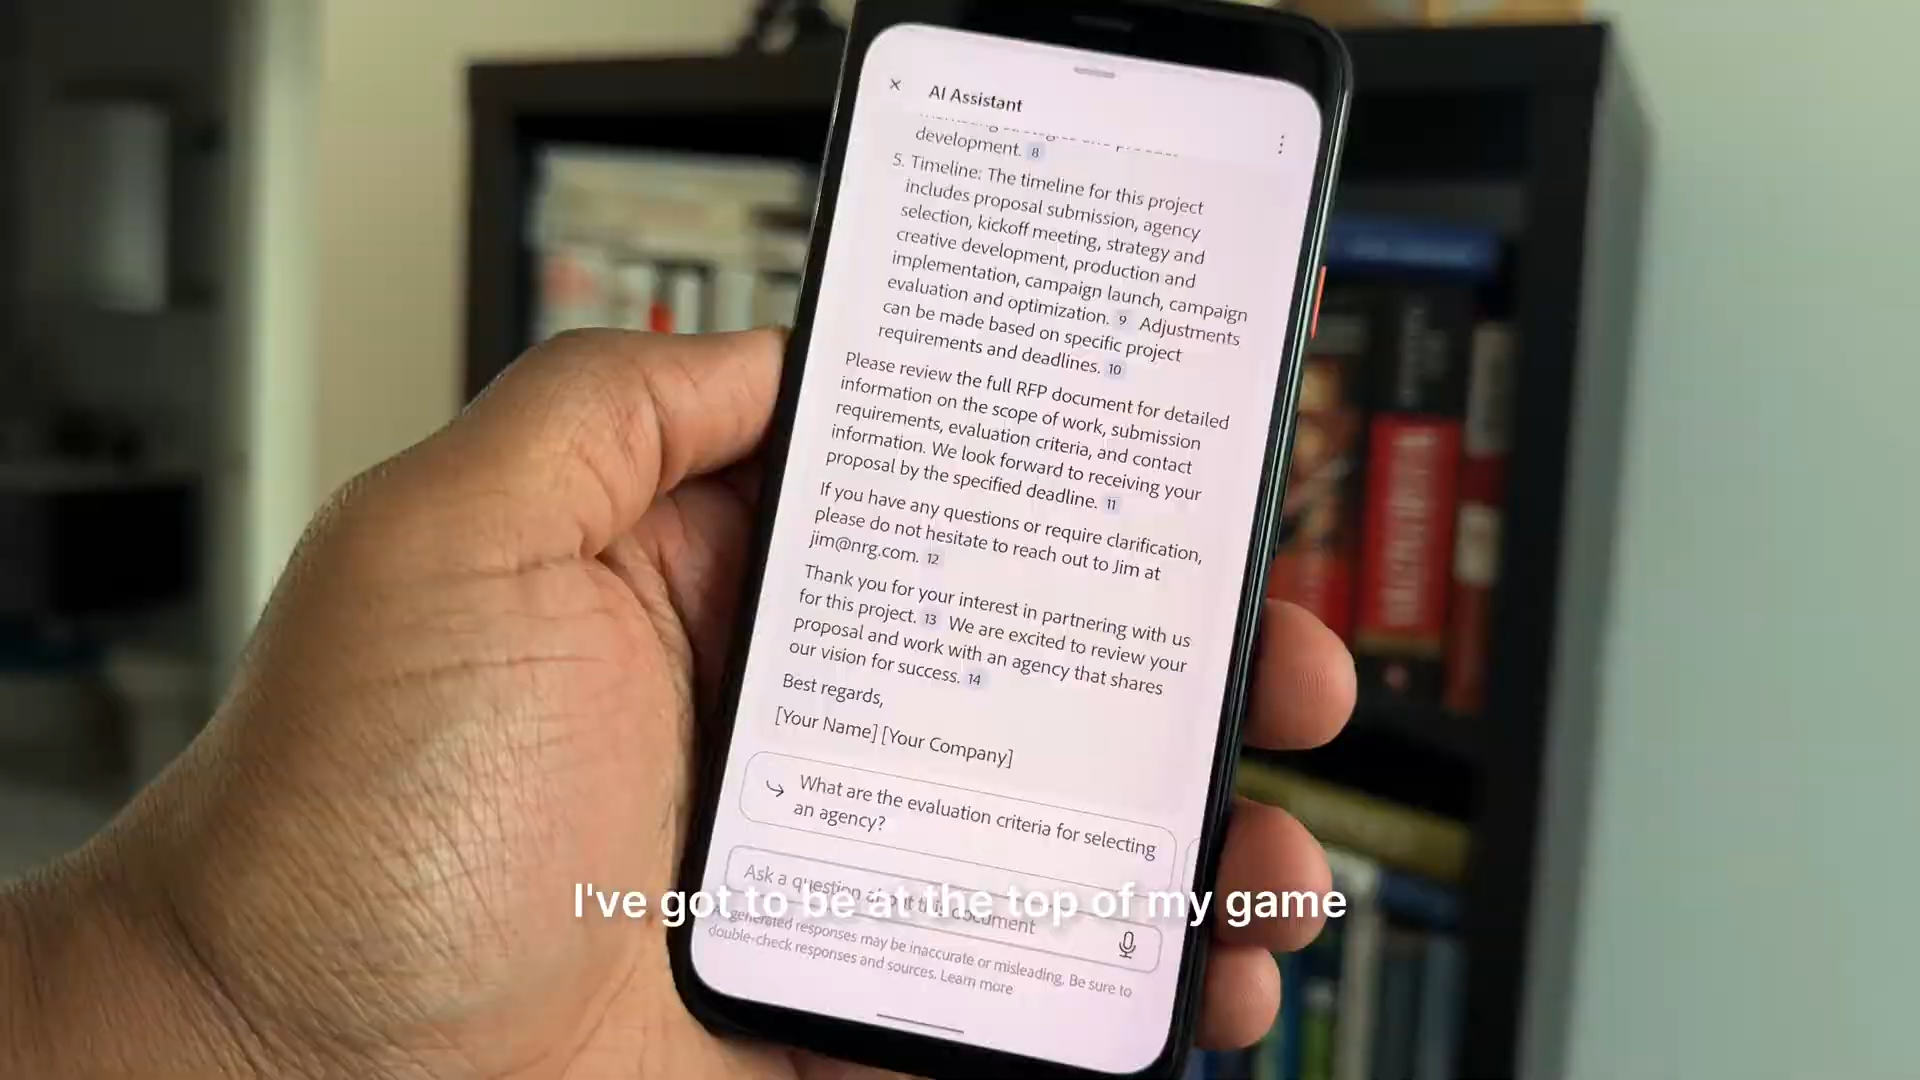 AI Assistant
development. 8
5. Timeline: The timeline for this project
includes proposal submission, agency
selection, kickoff meeting, strategy and
creative development, production and
implementation, campaign launch, campaign
evaluation and optimization. 9 Adjustments
can be made based on specific project
requirements and deadlines. 10
Please review the full RFP document for detailed
information on the scope of work, submission
requirements, evaluation criteria, and contact
information. We look forward to receiving your
proposal by the specified deadline. 11
If you have any questions or require clarification,
please do not hesitate to reach out to Jim at
jim@nrg.com. 12
Thank you for your interest in partnering with us
for this project. 13 We are excited to review your
proposal and work with an agency that shares
our vision for success. 14
Best regards,
[Your Name] [Your Company]
What are the evaluation criteria for selecting
an agency?
Ask a question about this document
AI generated responses may be inaccurate or misleading. Be sure to
double-check responses and sources. Learn more
I've got to be at the top of my game